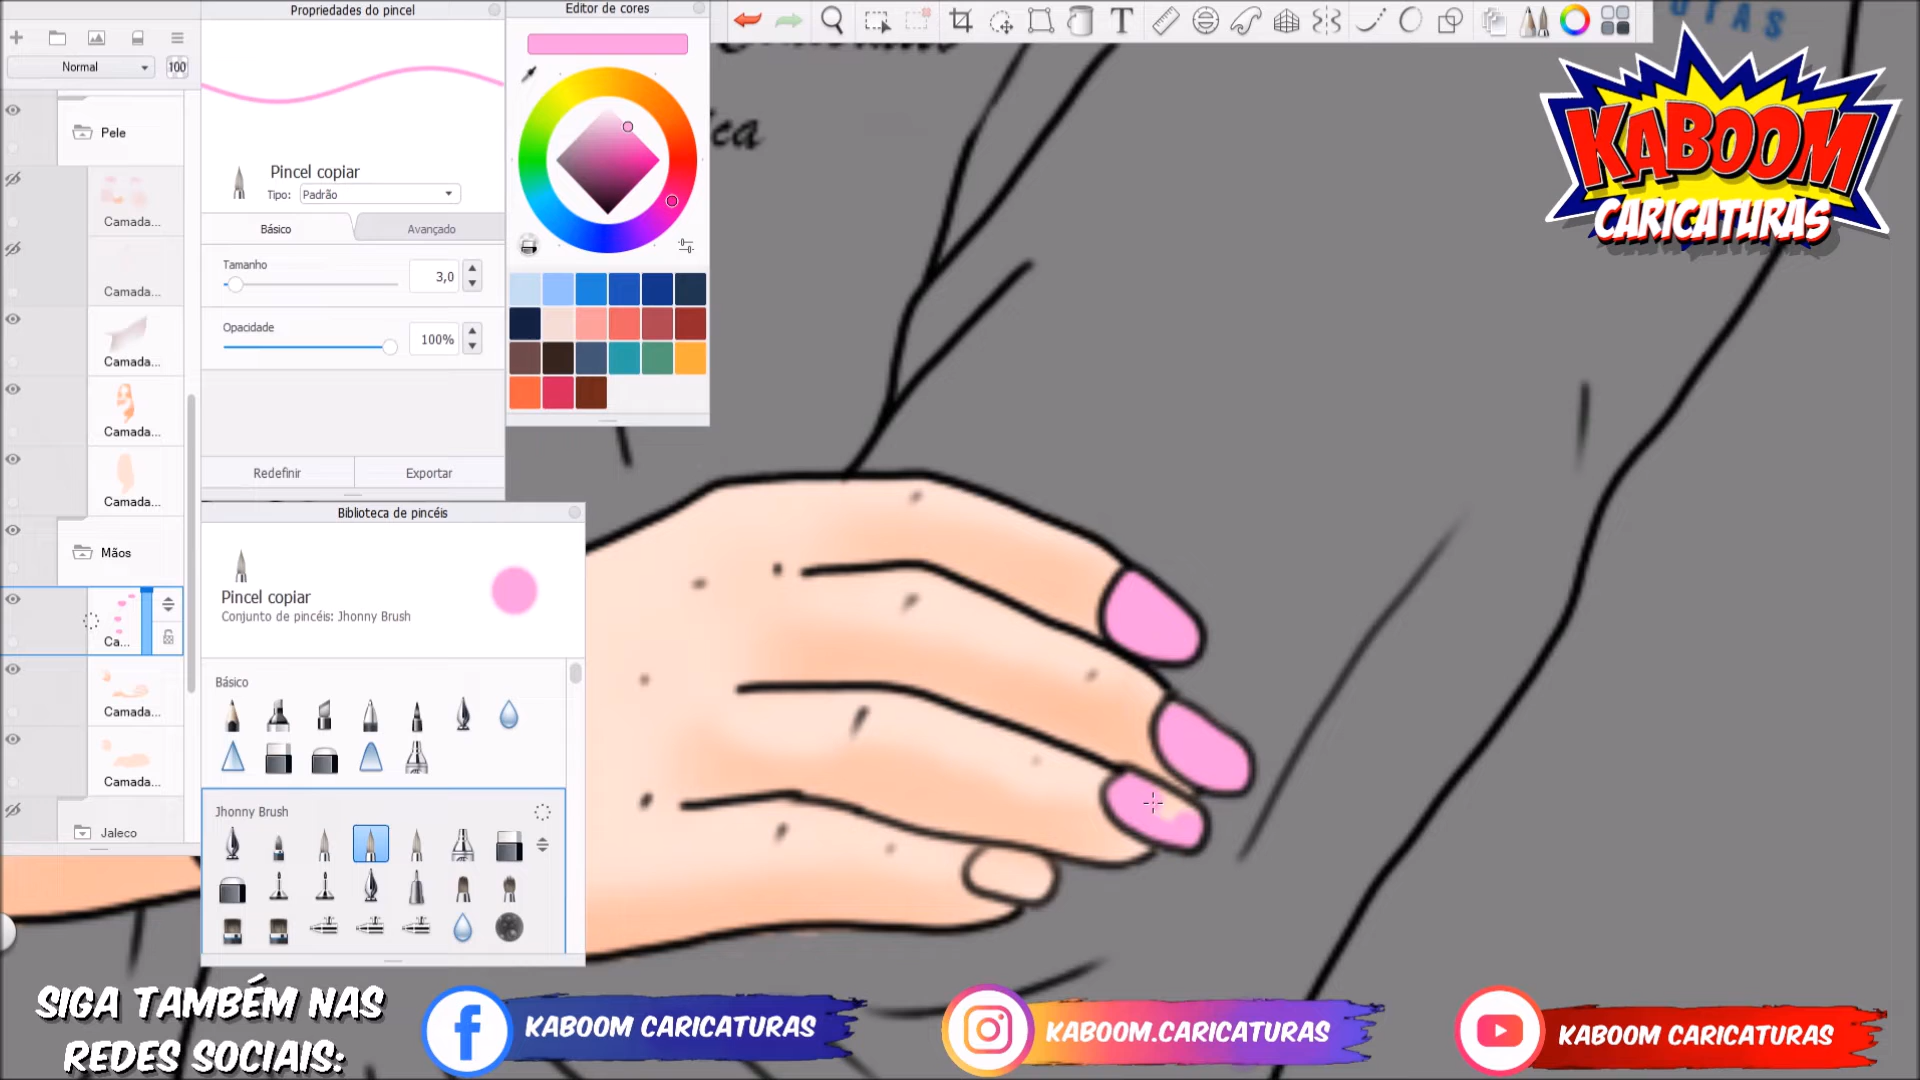 Propriedades do pincel
Editor de cores
Normal
100
Pele
Camada...
Camada...
Camada...
Camada...
Camada...
Mãos
Ca...
Camada...
Camada...
Jaleco
Pincel copiar
Tipo: Padrão
Básico
Avançado
Tamanho
3,0
Opacidade
100%
Redefinir
Exportar
Biblioteca de pincéis
Pincel copiar
Conjunto de pincéis: Jhonny Brush
Básico
Jhonny Brush
T
ica
KABOOM
CARICATURAS
SIGA TAMBÉM NAS
REDES SOCIAIS:
KABOOM CARICATURAS
KABOOM.CARICATURAS
KABOOM CARICATURAS